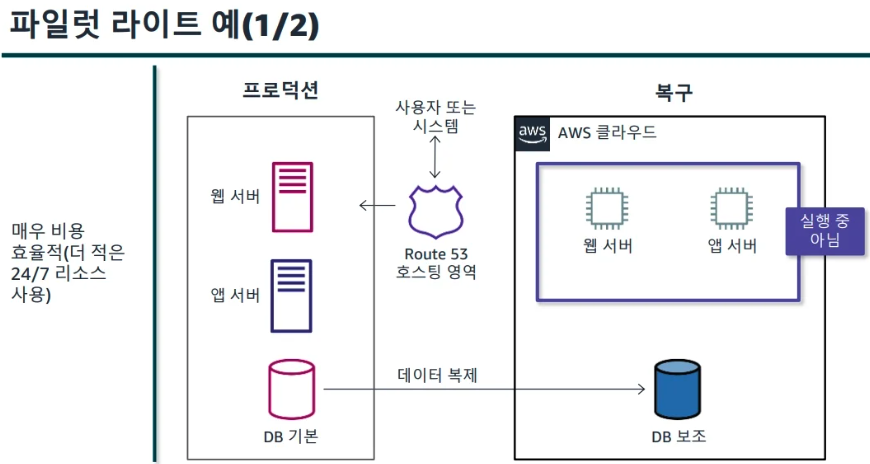 파일럿 라이트 예(1/2)
매우 비용
효율적(더 적은
24/7 리소스
사용)
프로덕션
웹 서버
앱 서버
DB 기본
사용자 또는
시스템
Route 53
호스팅 영역
데이터 복제
복구
aws
AWS 클라우드
웹 서버
앱 서버
실행 중
아님
DB 보조